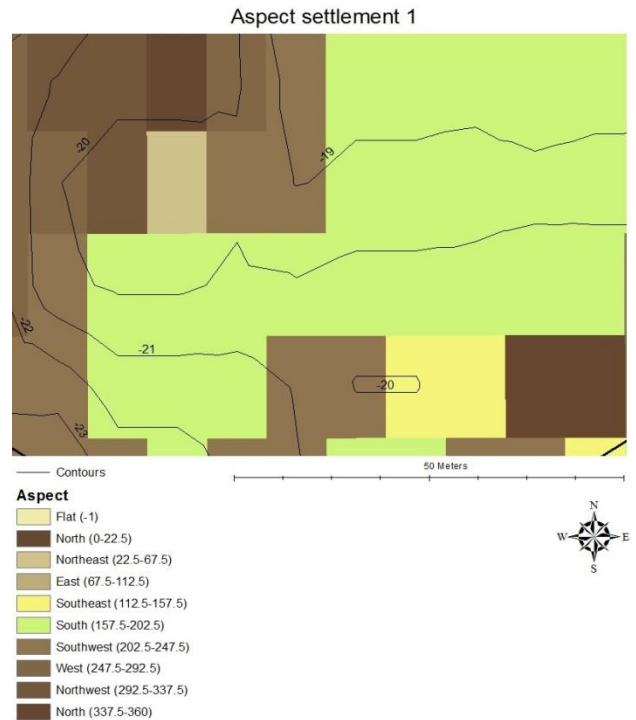 Aspect settlement 1
-20
-19
-22
-21
-20
-23
Contours
50 Meters
Aspect
Flat (-1)
North (0-22.5)
Northeast (22.5-67.5)
East (67.5-112.5)
Southeast (112.5-157.5)
South (157.5-202.5)
Southwest (202.5-247.5)
West (247.5-292.5)
Northwest (292.5-337.5)
North (337.5-360)
N
W E
S